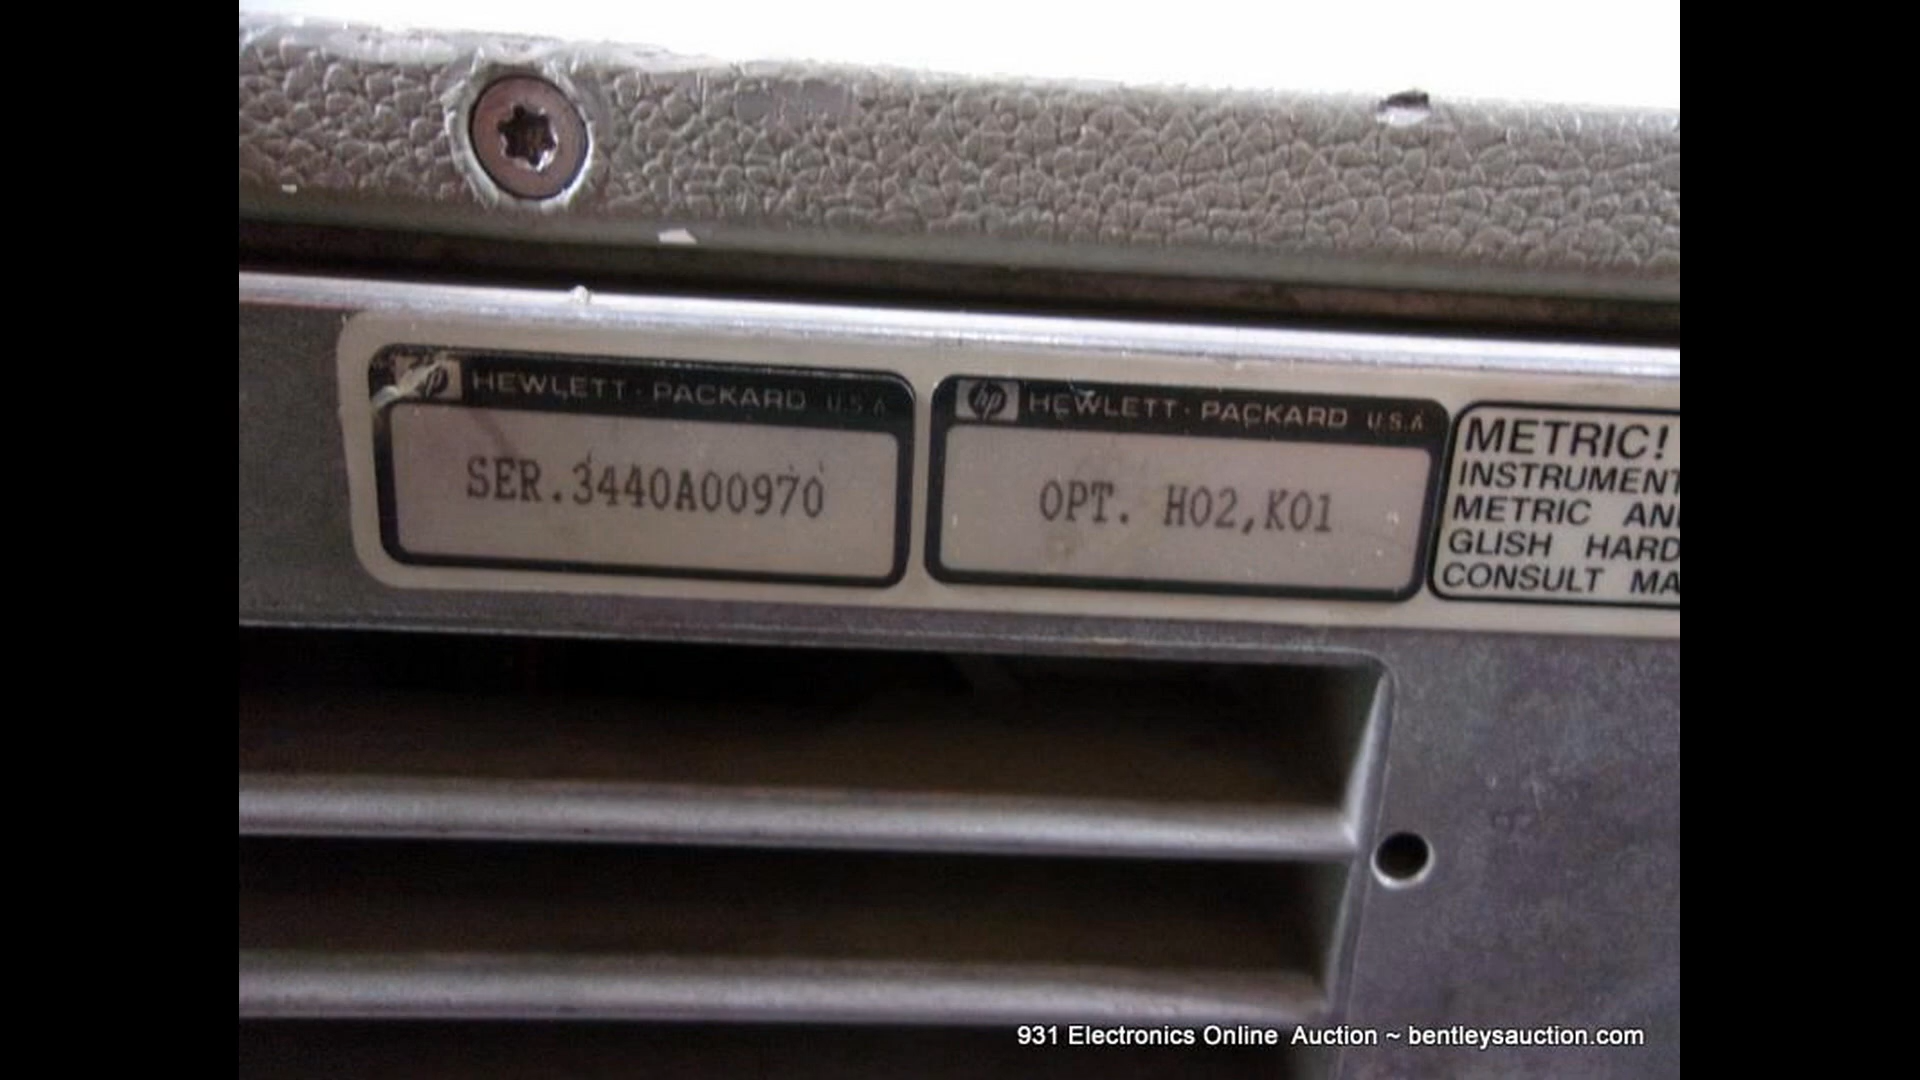 hp HEWLETT·PACKARD U.S.A
SER.3440A00970
hp HEWLETT·PACKARD U.S.A
OPT. H02,K01
METRIC!
INSTRUMENT
METRIC AN
GLISH HARD
CONSULT MA
931 Electronics Online Auction ~ bentleysauction.com